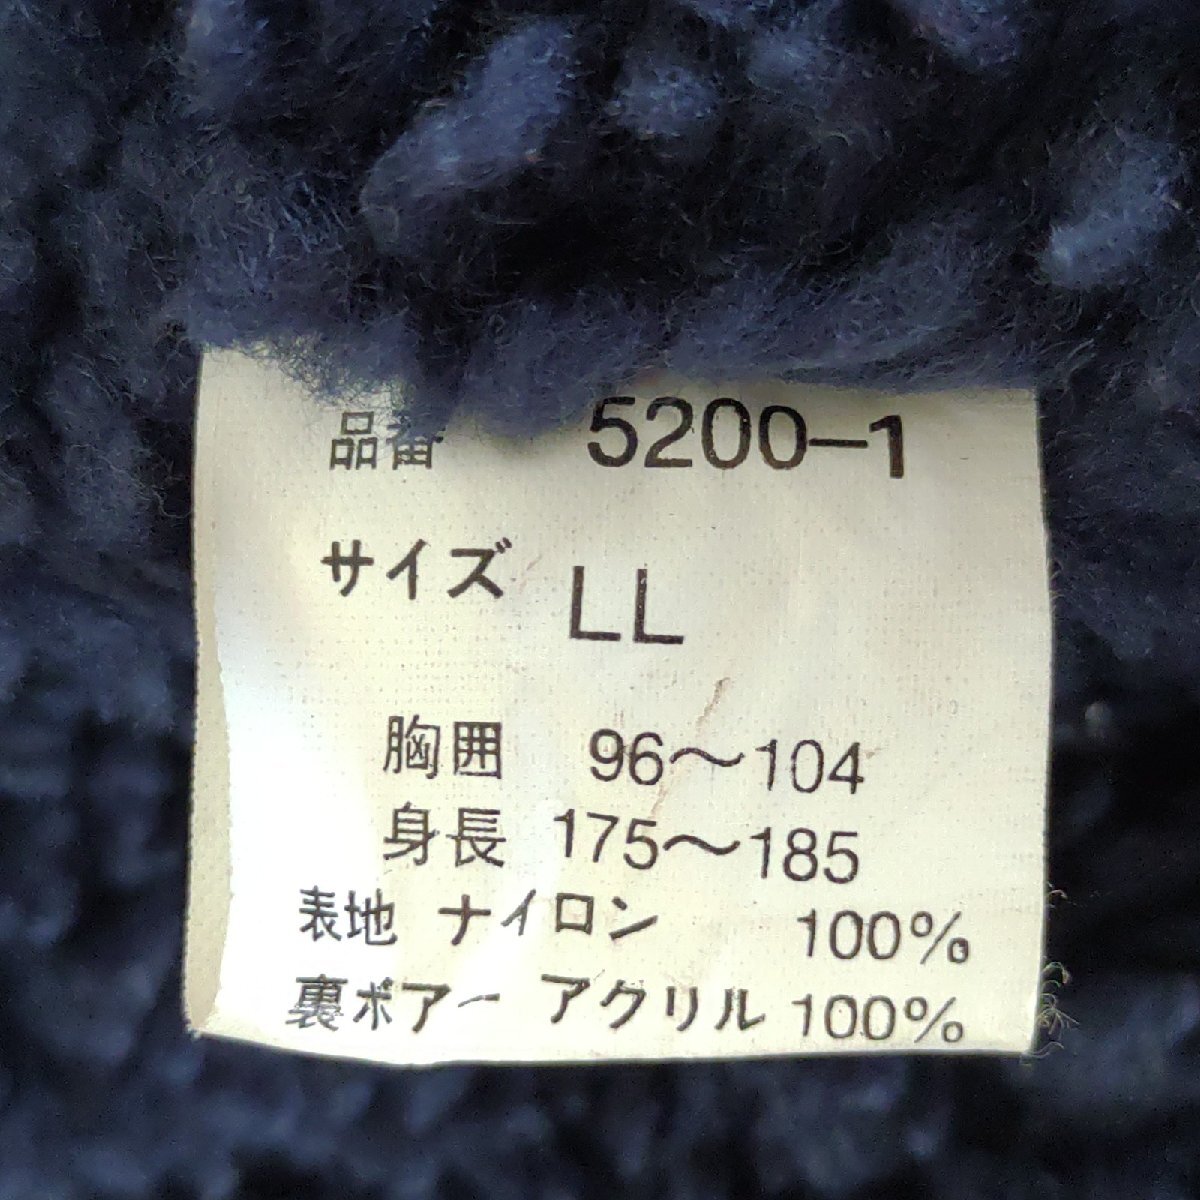 品番 5200-1
サイズ LL
胸囲 96～104
身長 175～185
表地 ナイロン 100%
裏ボアー アクリル 100%